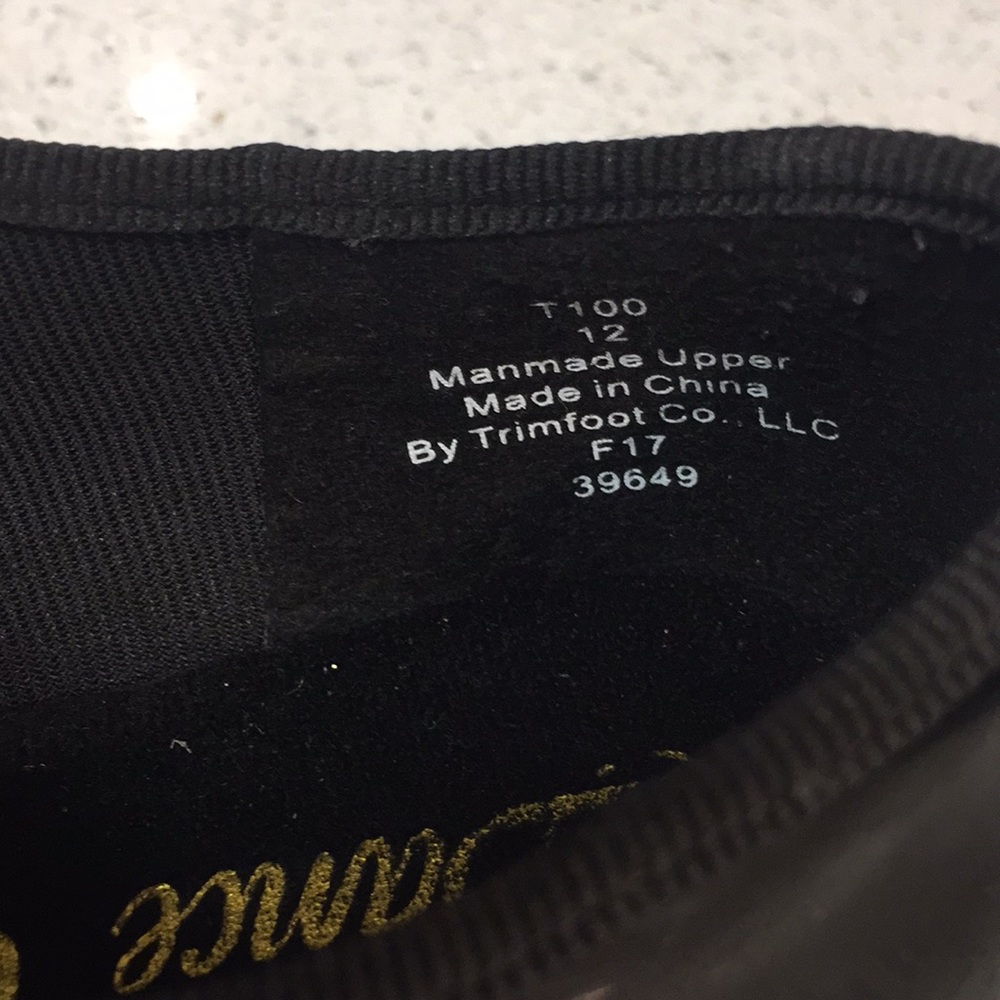 T100
12
Manmade Upper
Made in China
By Trimfoot Co., LLC
F17
39649